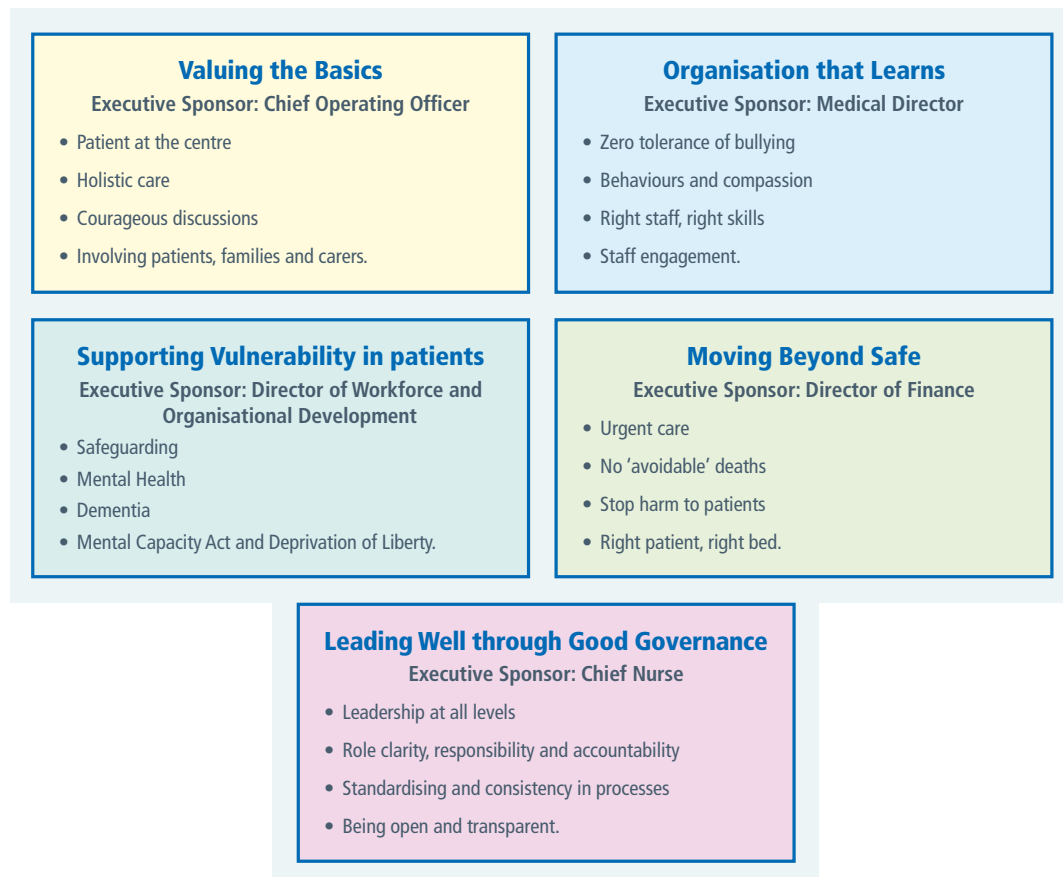 Valuing the Basics
Executive Sponsor: Chief Operating Officer
• Patient at the centre
• Holistic care
• Courageous discussions
• Involving patients, families and carers.
Organisation that Learns
Executive Sponsor: Medical Director
• Zero tolerance of bullying
• Behaviours and compassion
• Right staff, right skills
• Staff engagement.
Supporting Vulnerability in patients
Executive Sponsor: Director of Workforce and
Organisational Development
• Safeguarding
• Mental Health
• Dementia
• Mental Capacity Act and Deprivation of Liberty.
Moving Beyond Safe
Executive Sponsor: Director of Finance
• Urgent care
• No ‘avoidable’ deaths
• Stop harm to patients
• Right patient, right bed.
Leading Well through Good Governance
Executive Sponsor: Chief Nurse
• Leadership at all levels
• Role clarity, responsibility and accountability
• Standardising and consistency in processes
• Being open and transparent.